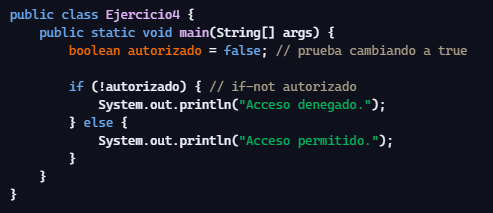 public class Ejercicio4 {
    public static void main(String[] args) {
        boolean autorizado = false; // prueba cambiando a true

        if (!autorizado) { // if-not autorizado
            System.out.println("Acceso denegado.");
        } else {
            System.out.println("Acceso permitido.");
        }
    }
}